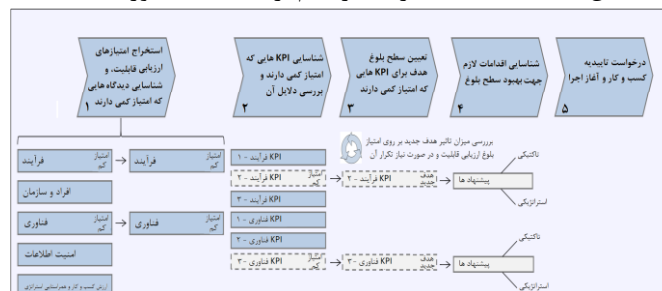 استخراج امتیازهای
ارزیابی قابلیت، و
شناسایی دیدگاه هایی
که امتیاز کمی دارند
۱
شناسایی KPI هایی که
امتیاز کمی دارند و
بررسی دلایل آن
۲
تعیین سطح بلوغ
هدف برای KPI هایی
که امتیاز کمی دارند
۳
شناسایی اقدامات لازم
جهت بهبود سطح بلوغ
۴
درخواست تاییدیه
کسب و کار و آغاز اجرا
۵
بررسی میزان تاثیر هدف جدید بر روی امتیاز
بلوغ ارزیابی قابلیت و در صورت نیاز تکرار آن
فرآیند امتیاز کم
فرآیند امتیاز کم
افراد و سازمان
فناوری امتیاز کم
فناوری امتیاز کم
امنیت اطلاعات
ارزش کسب و کار و همراستایی استراتژی
KPI فرآیند - ۱
KPI فرآیند - ۲ امتیاز کم
KPI فرآیند - ۲ هدف جدید
پیشنهاد ها
تاکتیکی
استراتژیکی
KPI فرآیند - ۳
KPI فناوری - ۱
KPI فناوری - ۲
KPI فناوری - ۳ امتیاز کم
KPI فناوری - ۳ هدف جدید
پیشنهاد ها
تاکتیکی
استراتژیکی